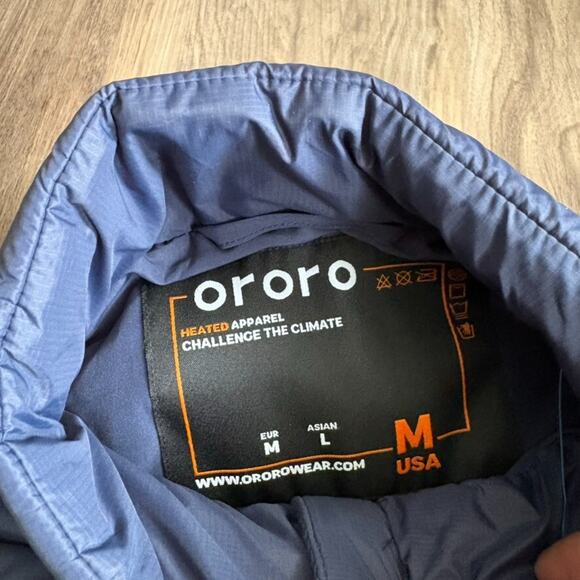 ororo
HEATED APPAREL
CHALLENGE THE CLIMATE
EUR
M
ASIAN
L
M
USA
WWW.OROROWEAR.COM